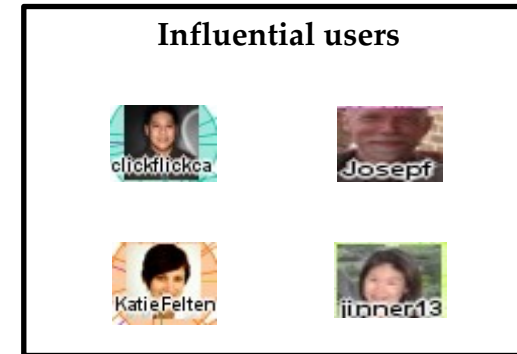 Influential users
clickflickca
Josepf
KatieFelten
jinner13